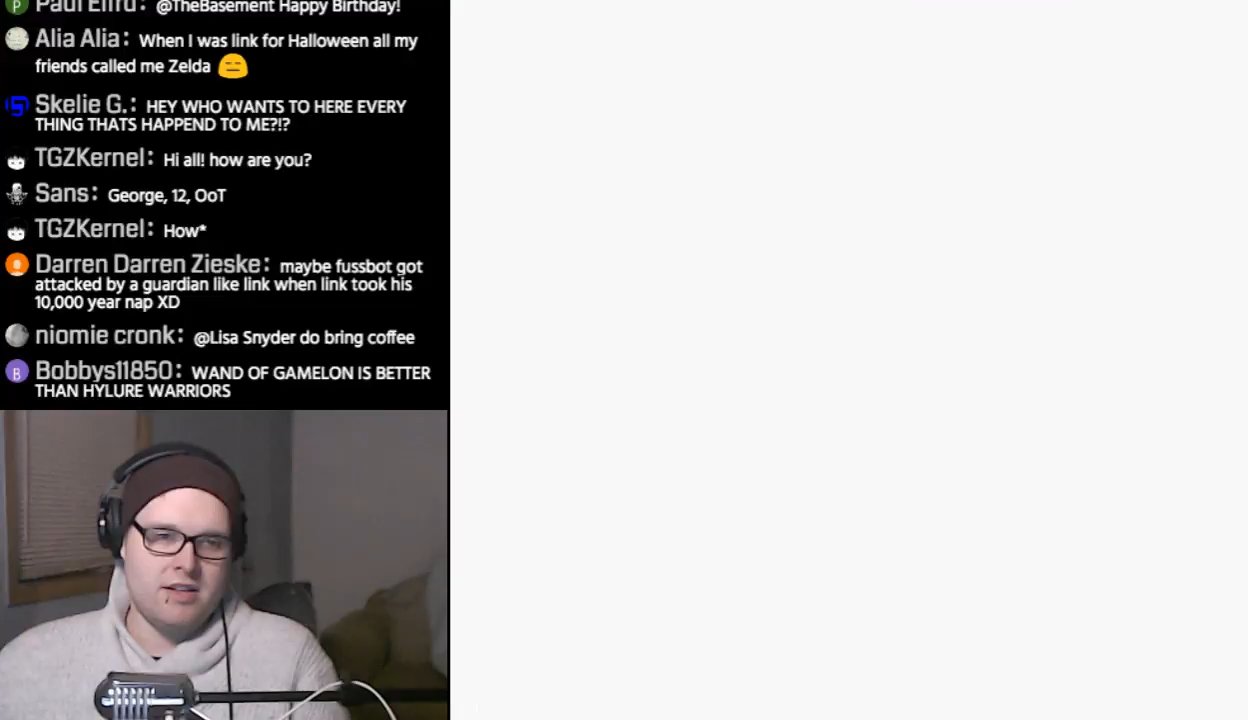 Paul Elfro: @TheBasement Happy Birthday!
Alia Alia: When I was link for Halloween all my
friends called me Zelda 😑
Skelie G.: HEY WHO WANTS TO HERE EVERY
THING THATS HAPPEND TO ME?!?
TGZKernel: Hi all! how are you?
Sans: George, 12, OoT
TGZKernel: How*
Darren Darren Zieske: maybe fussbot got
attacked by a guardian like link when link took his
10,000 year nap XD
niomie cronk: @Lisa Snyder do bring coffee
Bobbys11850: WAND OF GAMELON IS BETTER
THAN HYLURE WARRIORS